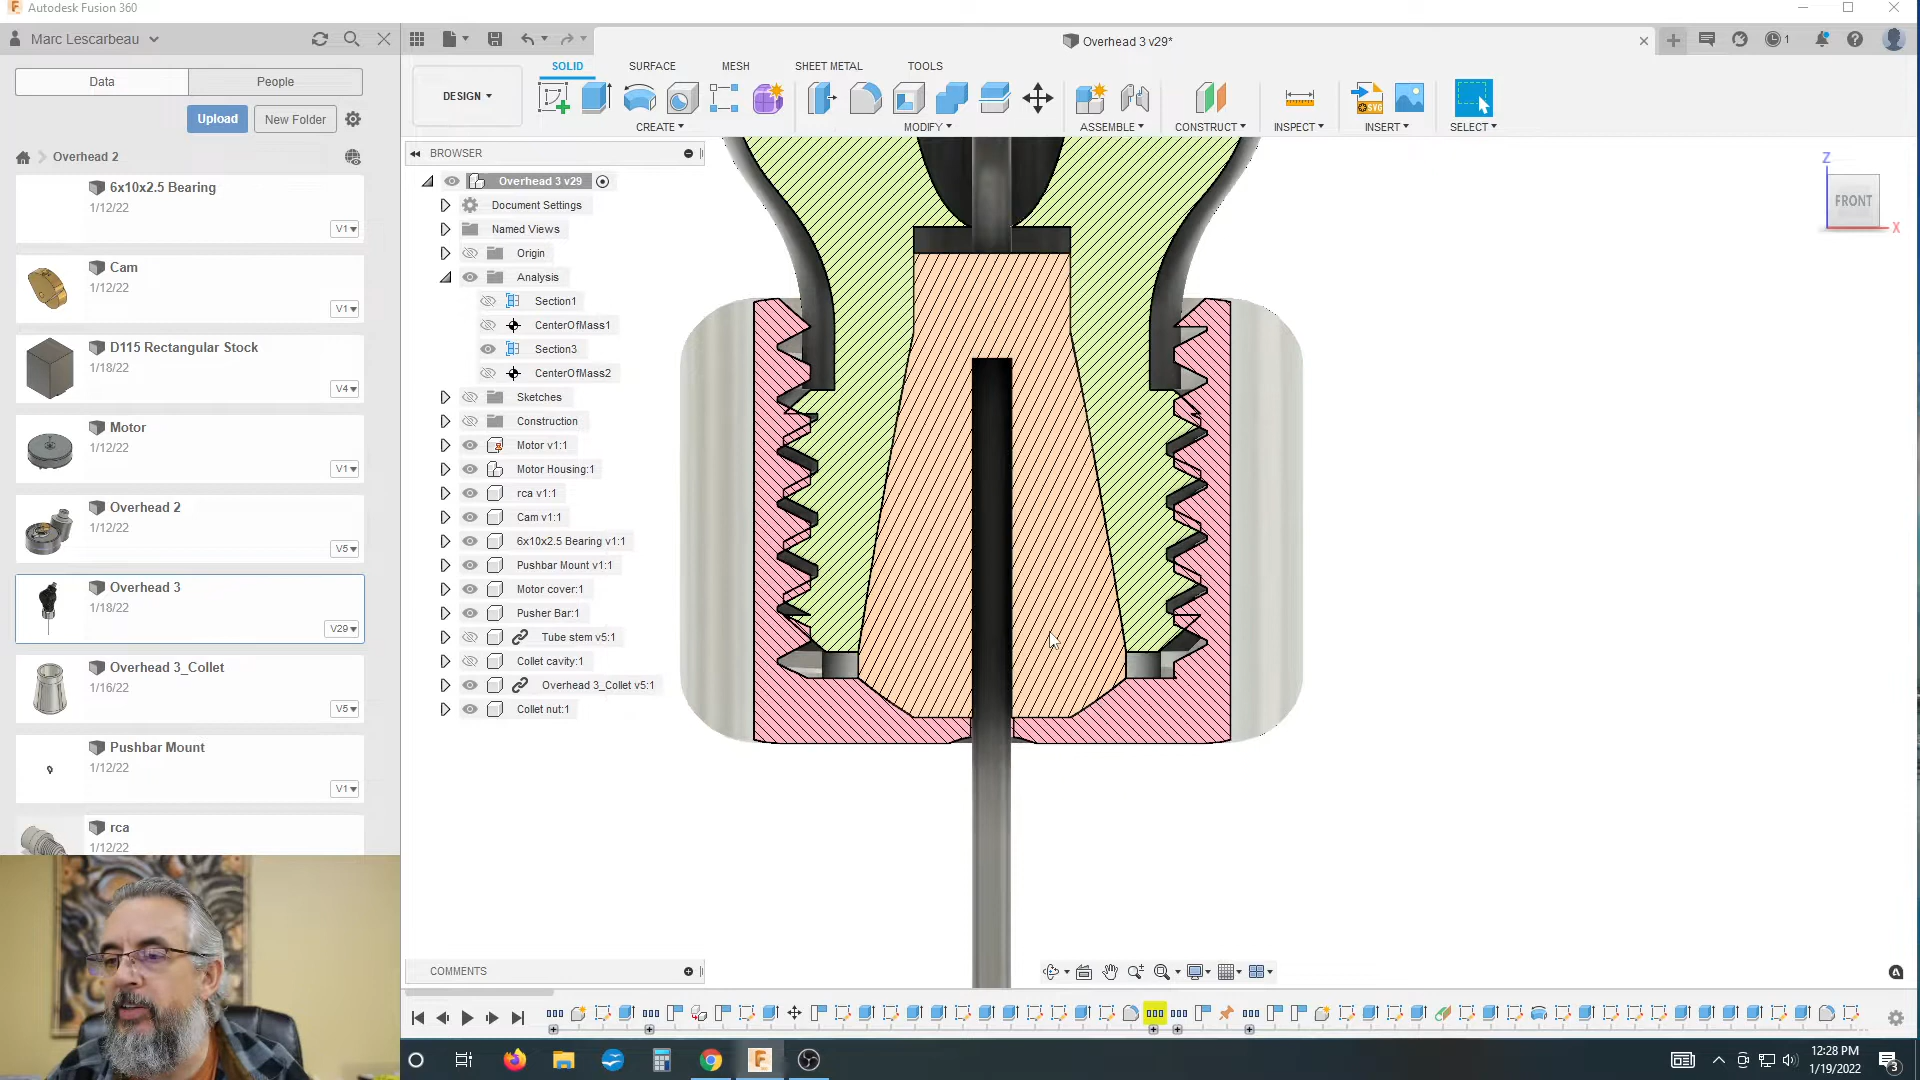 Autodesk Fusion 360
Marc Lescarbeau
Data
People
Upload
New Folder
Overhead 2
6x10x2.5 Bearing
1/12/22
V1
Cam
1/12/22
V1
D115 Rectangular Stock
1/18/22
V4
Motor
1/12/22
V1
Overhead 2
1/12/22
V5
Overhead 3
1/18/22
V29
Overhead 3_Collet
1/16/22
V5
Pushbar Mount
1/12/22
V1
rca
1/12/22
Overhead 3 v29*
1
DESIGN
SOLID
SURFACE
MESH
SHEET METAL
TOOLS
CREATE
MODIFY
ASSEMBLE
CONSTRUCT
INSPECT
INSERT
SELECT
BROWSER
Overhead 3 v29
Document Settings
Named Views
Origin
Analysis
Section1
CenterOfMass1
Section3
CenterOfMass2
Sketches
Construction
Motor v1:1
Motor Housing:1
rca v1:1
Cam v1:1
6x10x2.5 Bearing v1:1
Pushbar Mount v1:1
Motor cover:1
Pusher Bar:1
Tube stem v5:1
Collet cavity:1
Overhead 3_Collet v5:1
Collet nut:1
Z
FRONT
X
COMMENTS
12:28 PM
1/19/2022
3